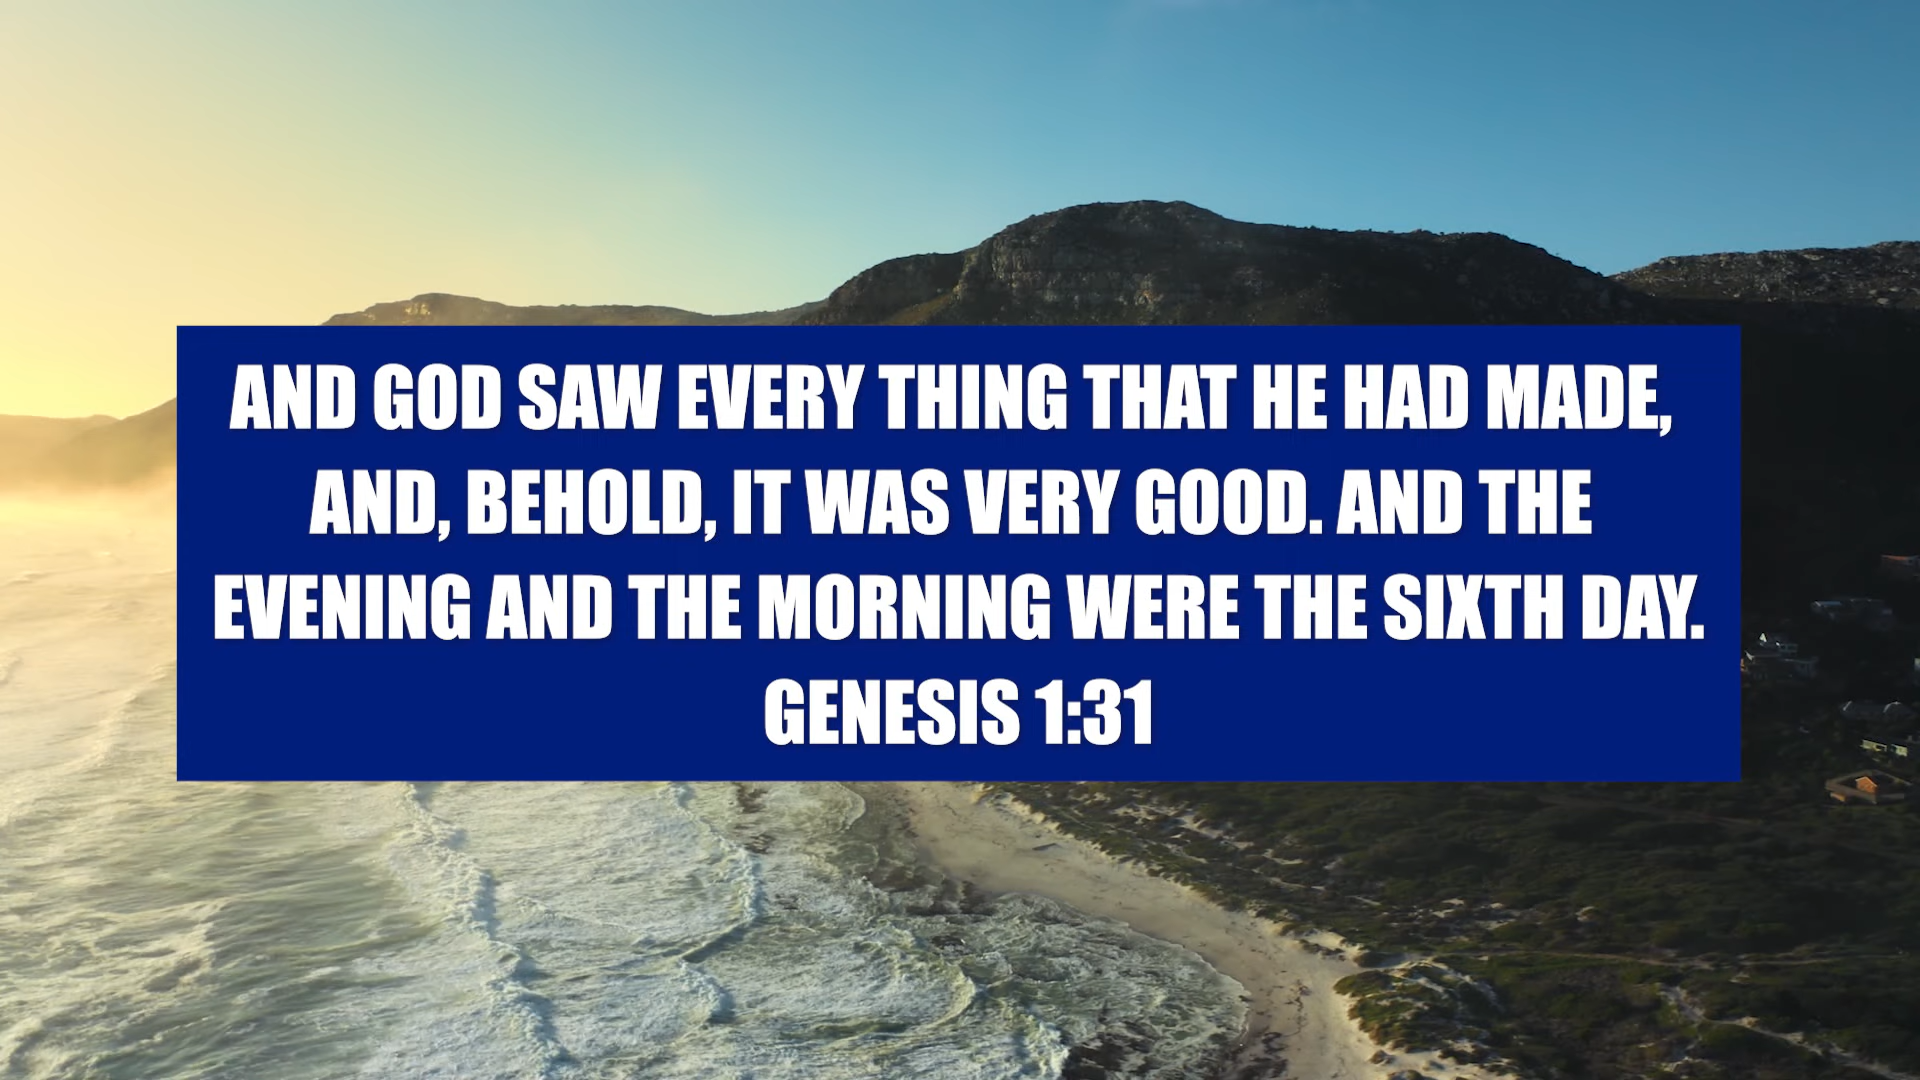 AND GOD SAW EVERY THING THAT HE HAD MADE,
AND, BEHOLD, IT WAS VERY GOOD. AND THE
EVENING AND THE MORNING WERE THE SIXTH DAY.
GENESIS 1:31